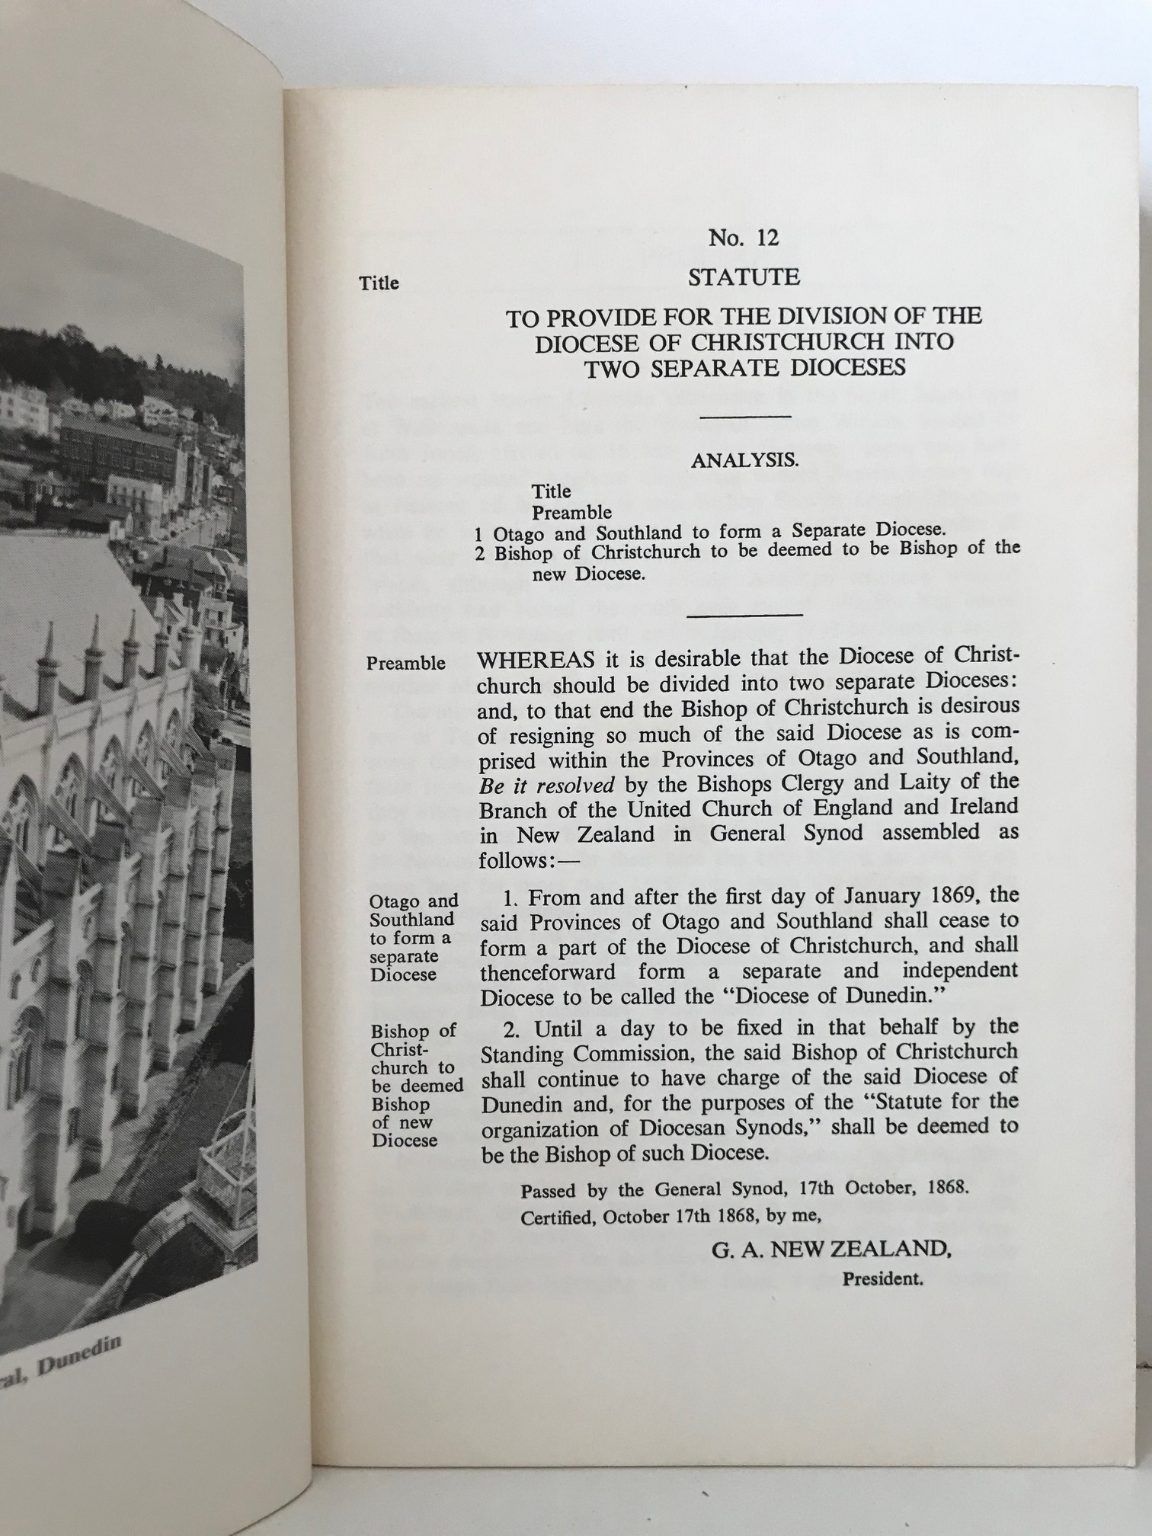 No. 12
Title
STATUTE
TO PROVIDE FOR THE DIVISION OF THE
DIOCESE OF CHRISTCHURCH INTO
TWO SEPARATE DIOCESES
ANALYSIS.
Title
Preamble
1 Otago and Southland to form a Separate Diocese.
2 Bishop of Christchurch to be deemed to be Bishop of the
new Diocese.
Preamble
WHEREAS it is desirable that the Diocese of Christ-
church should be divided into two separate Dioceses:
and, to that end the Bishop of Christchurch is desirous
of resigning so much of the said Diocese as is com-
prised within the Provinces of Otago and Southland,
Be it resolved by the Bishops Clergy and Laity of the
Branch of the United Church of England and Ireland
in New Zealand in General Synod assembled as
follows:—
Otago and
Southland
to form a
separate
Diocese
1. From and after the first day of January 1869, the
said Provinces of Otago and Southland shall cease to
form a part of the Diocese of Christchurch, and shall
thenceforward form a separate and independent
Diocese to be called the “Diocese of Dunedin.”
Bishop of
Christ-
church to
be deemed
Bishop
of new
Diocese
2. Until a day to be fixed in that behalf by the
Standing Commission, the said Bishop of Christchurch
shall continue to have charge of the said Diocese of
Dunedin and, for the purposes of the “Statute for the
organization of Diocesan Synods,” shall be deemed to
be the Bishop of such Diocese.
Passed by the General Synod, 17th October, 1868.
Certified, October 17th 1868, by me,
G. A. NEW ZEALAND,
President.
Dunedin